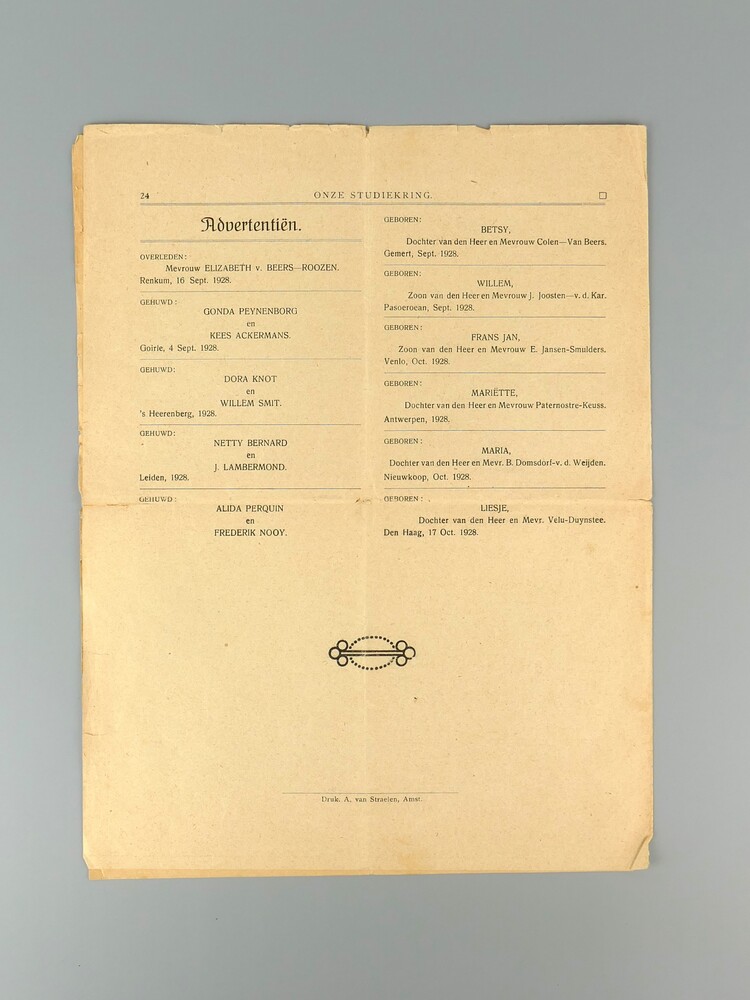 24
ONZE STUDIEKRING.
Advertentiën.
OVERLEDEN:
Mevrouw ELIZABETH v. BEERS—ROOZEN.
Renkum, 16 Sept. 1928.
GEHUWD:
GONDA PEYNENBORG
en
KEES ACKERMANS.
Goirle, 4 Sept. 1928.
GEHUWD:
DORA KNOT
en
WILLEM SMIT.
's Heerenberg, 1928.
GEHUWD:
NETTY BERNARD
en
J. LAMBERMOND.
Leiden, 1928.
GEHUWD:
ALIDA PERQUIN
en
FREDERIK NOOY.
GEBOREN:
BETSY,
Dochter van den Heer en Mevrouw Colen—Van Beers.
Gemert, Sept. 1928.
GEBOREN:
WILLEM,
Zoon van den Heer en Mevrouw J. Joosten—v. d. Kar.
Pasoeroean, Sept. 1928.
GEBOREN:
FRANS JAN,
Zoon van den Heer en Mevrouw E. Jansen-Smulders.
Venlo, Oct. 1928.
GEBOREN:
MARIËTTE,
Dochter van den Heer en Mevrouw Paternostre-Keuss.
Antwerpen, 1928.
GEBOREN:
MARIA,
Dochter van den Heer en Mevr. B. Domsdorf-v. d. Weijden.
Nieuwkoop, Oct. 1928.
GEBOREN:
LIESJE,
Dochter van den Heer en Mevr. Velu-Duynstee.
Den Haag, 17 Oct. 1928.
Druk. A. van Straelen, Amst.